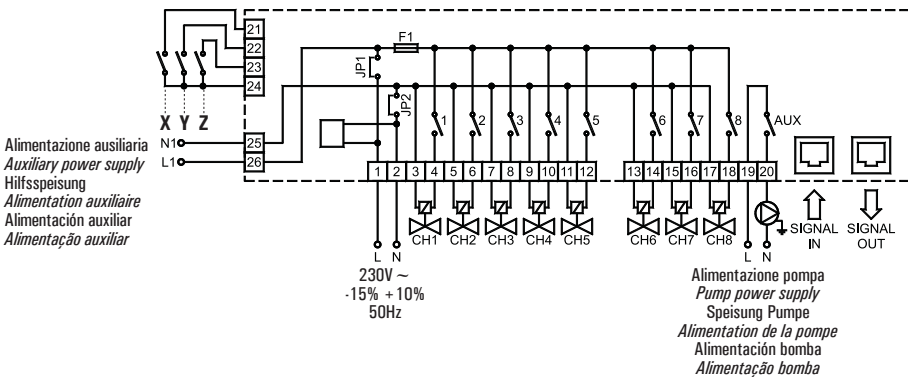 21
22
23
24
X Y Z
25
26
N1
L1
Alimentazione ausiliaria
Auxiliary power supply
Hilfsspeisung
Alimentation auxiliaire
Alimentación auxiliar
Alimentação auxiliar
F1
JP1
JP2
1 2 3 4 5 6 7 8 AUX
1 2 3 4 5 6 7 8 9 10 11 12 13 14 15 16 17 18 19 20
CH1 CH2 CH3 CH4 CH5 CH6 CH7 CH8
SIGNAL
IN
SIGNAL
OUT
L N
230V ~
-15% +10%
50Hz
L N
Alimentazione pompa
Pump power supply
Speisung Pumpe
Alimentation de la pompe
Alimentación bomba
Alimentação bomba